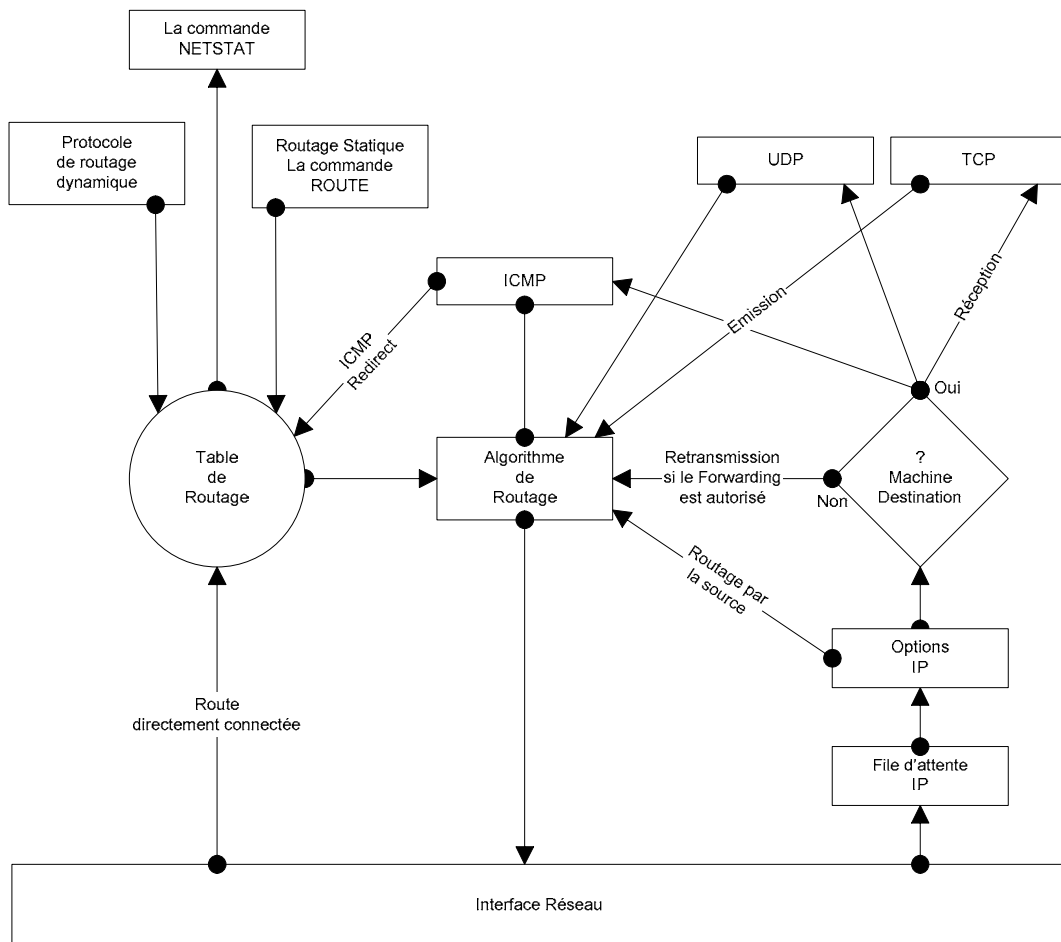 La commande
NETSTAT
Protocole
de routage
dynamique
Routage Statique
La commande
ROUTE
UDP
TCP
ICMP
ICMP
Redirect
Emission
Réception
Oui
Table
de
Routage
Algorithme
de
Routage
Retransmission
si le Forwarding
est autorisé
Non
?
Machine
Destination
Routage par
la source
Options
IP
Route
directement connectée
File d'attente
IP
Interface Réseau